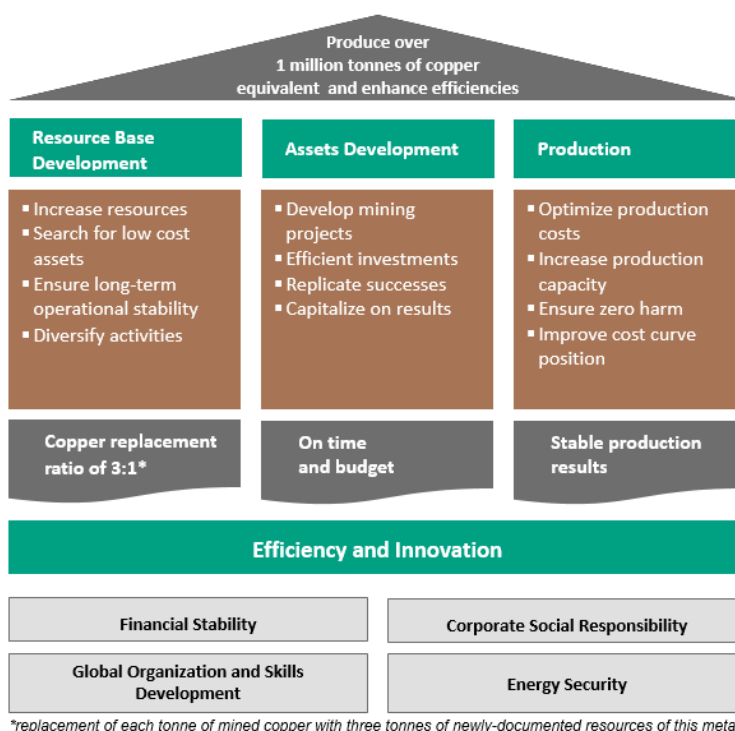 Produce over
1 million tonnes of copper
equivalent and enhance efficiencies
Resource Base
Development
▪ Increase resources
▪ Search for low cost
assets
▪ Ensure long-term
operational stability
▪ Diversify activities
Copper replacement
ratio of 3:1*
Assets Development
▪ Develop mining
projects
▪ Efficient investments
▪ Replicate successes
▪ Capitalize on results
On time
and budget
Production
▪ Optimize production
costs
▪ Increase production
capacity
▪ Ensure zero harm
▪ Improve cost curve
position
Stable production
results
Efficiency and Innovation
Financial Stability
Corporate Social Responsibility
Global Organization and Skills
Development
Energy Security
*replacement of each tonne of mined copper with three tonnes of newly-documented resources of this meta